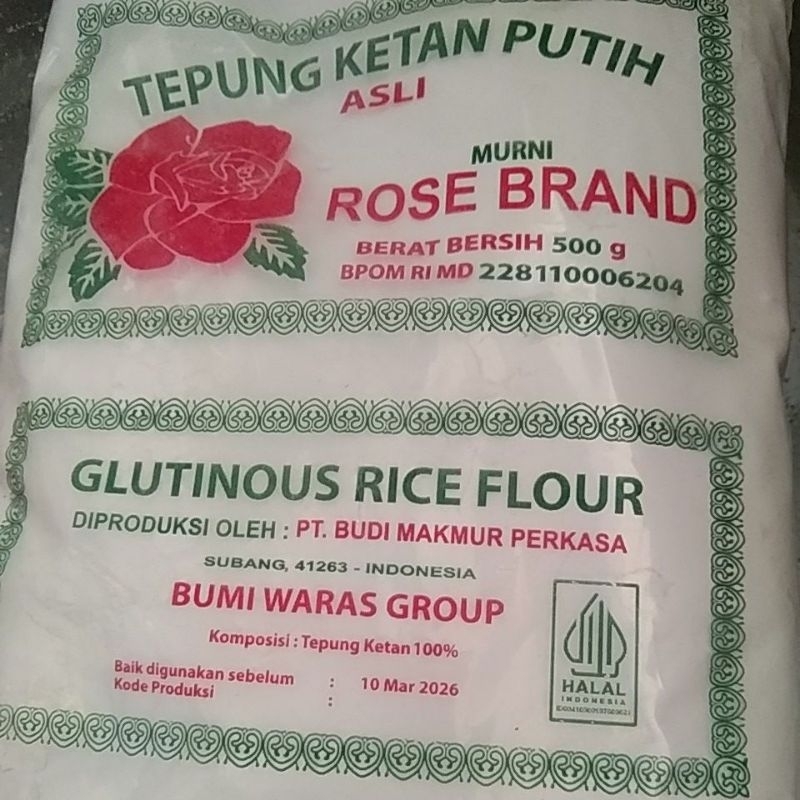 TEPUNG KETAN PUTIH
ASLI
MURNI
ROSE BRAND
BERAT BERSIH 500 g
BPOM RI MD 228110006204
GLUTINOUS RICE FLOUR
DIPRODUKSI OLEH : PT. BUDI MAKMUR PERKASA
SUBANG, 41263 - INDONESIA
BUMI WARAS GROUP
Komposisi : Tepung Ketan 100%
Baik digunakan sebelum : 10 Mar 2026
Kode Produksi :
HALAL
INDONESIA